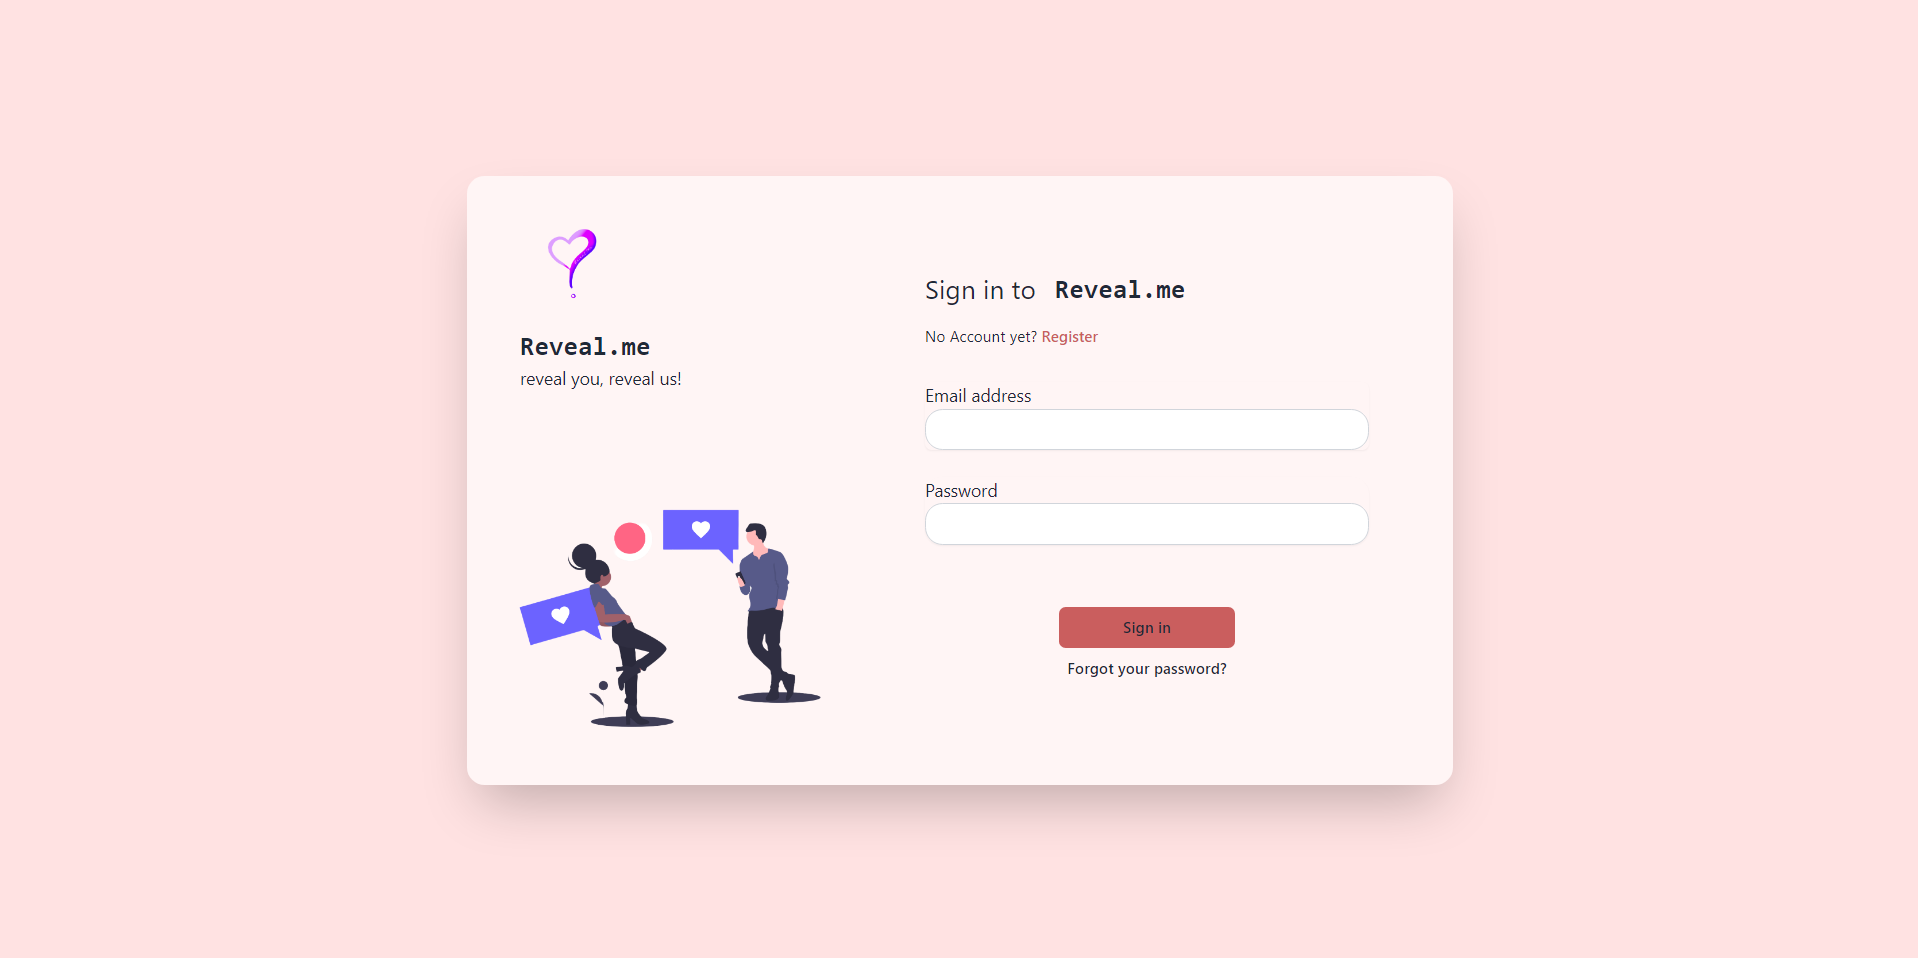 Reveal.me
reveal you, reveal us!
Sign in to Reveal.me
No Account yet? Register
Email address
Password
Sign in
Forgot your password?